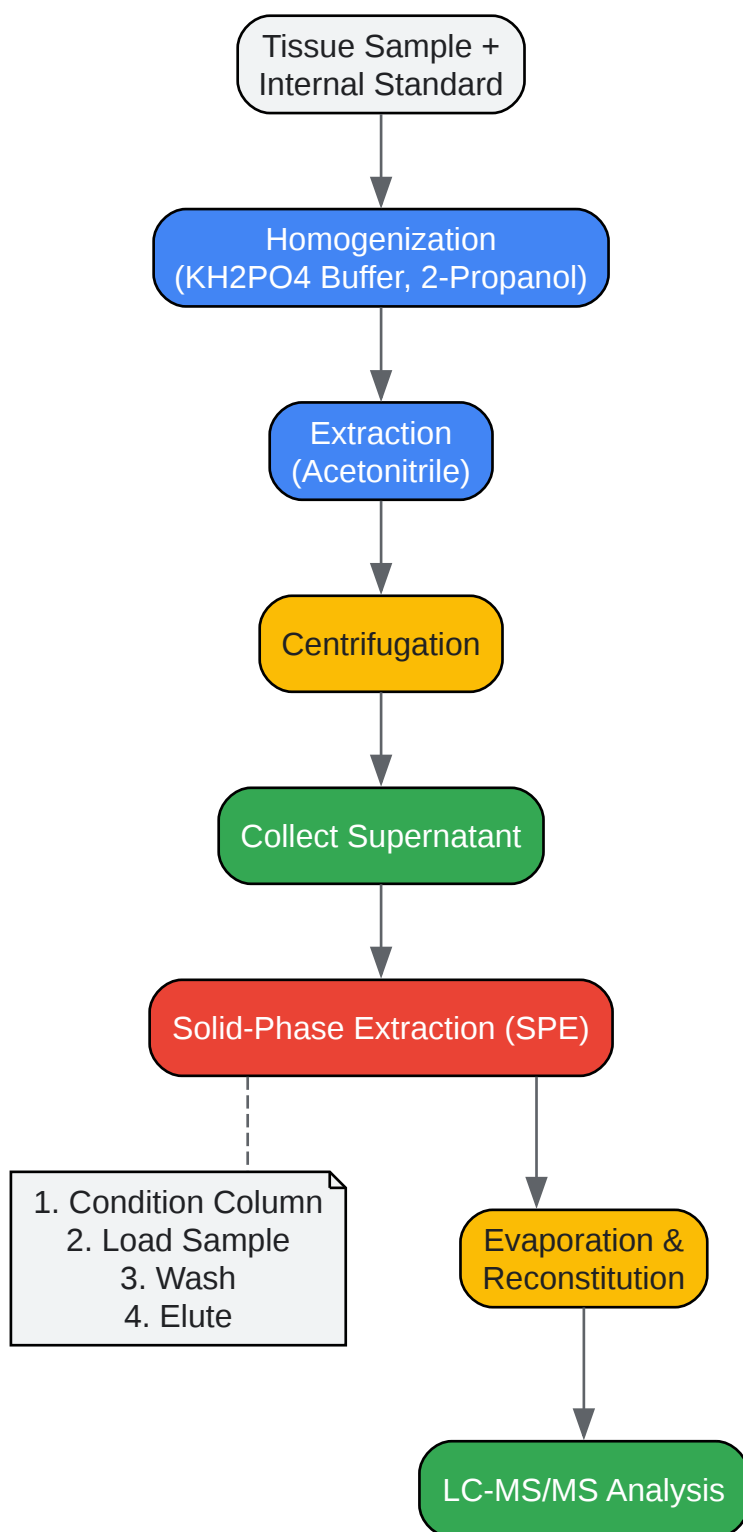 Tissue Sample +
Internal Standard
Homogenization
(KH2PO4 Buffer, 2-Propanol)
Extraction
(Acetonitrile)
Centrifugation
Collect Supernatant
Solid-Phase Extraction (SPE)
1. Condition Column
2. Load Sample
3. Wash
4. Elute
Evaporation &
Reconstitution
LC-MS/MS Analysis